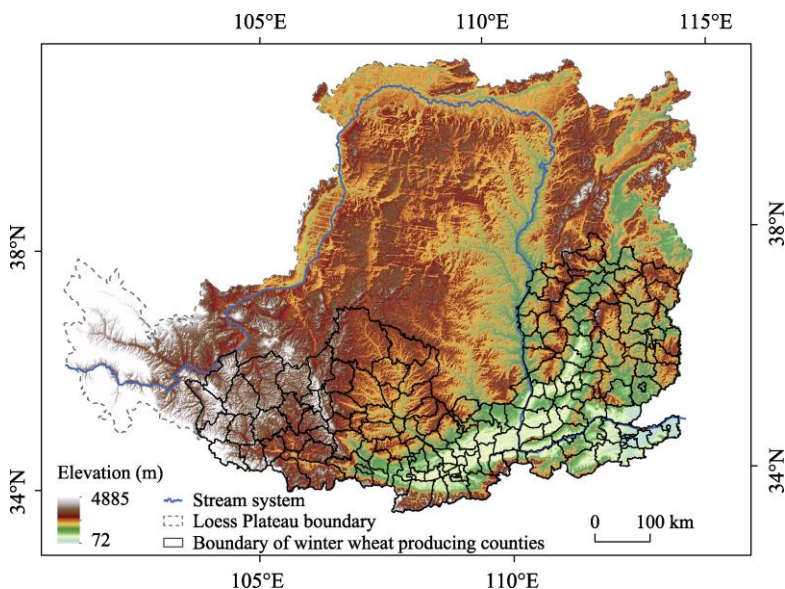 105°E 110°E 115°E
38°N 38°N
34°N 34°N
Elevation (m)
4885
72
Stream system
Loess Plateau boundary
Boundary of winter wheat producing counties
0 100 km
105°E 110°E